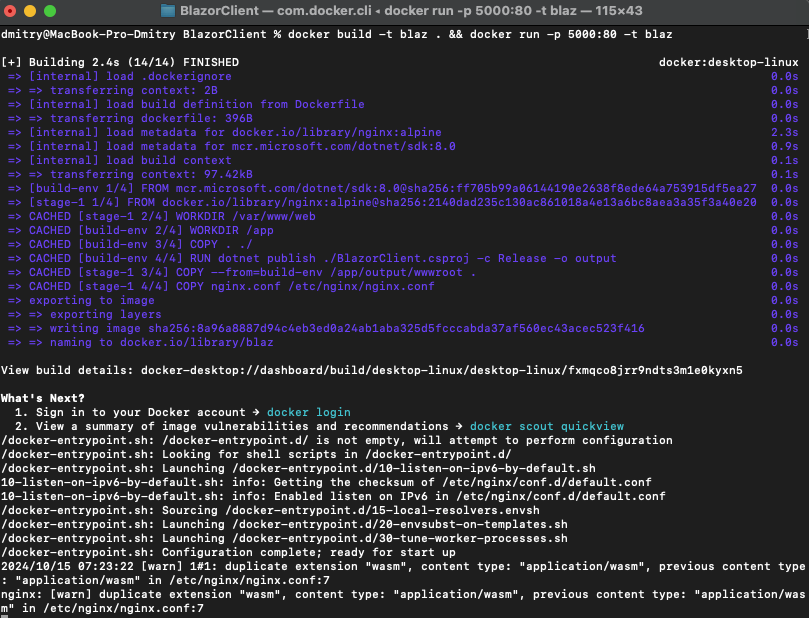 BlazorClient — com.docker.cli ◂ docker run -p 5000:80 -t blaz — 115×43
dmitry@MacBook-Pro-Dmitry BlazorClient % docker build -t blaz . && docker run -p 5000:80 -t blaz
[+] Building 2.4s (14/14) FINISHED docker:desktop-linux
=> [internal] load .dockerignore 0.0s
=> => transferring context: 2B 0.0s
=> [internal] load build definition from Dockerfile 0.0s
=> => transferring dockerfile: 396B 0.0s
=> [internal] load metadata for docker.io/library/nginx:alpine 2.3s
=> [internal] load metadata for mcr.microsoft.com/dotnet/sdk:8.0 0.9s
=> [internal] load build context 0.1s
=> => transferring context: 97.42kB 0.1s
=> [build-env 1/4] FROM mcr.microsoft.com/dotnet/sdk:8.0@sha256:ff705b99a06144190e2638f8ede64a753915df5ea27 0.0s
=> [stage-1 1/4] FROM docker.io/library/nginx:alpine@sha256:2140dad235c130ac861018a4e13a6bc8aea3a35f3a40e20 0.0s
=> CACHED [stage-1 2/4] WORKDIR /var/www/web 0.0s
=> CACHED [build-env 2/4] WORKDIR /app 0.0s
=> CACHED [build-env 3/4] COPY . ./ 0.0s
=> CACHED [build-env 4/4] RUN dotnet publish ./BlazorClient.csproj -c Release -o output 0.0s
=> CACHED [stage-1 3/4] COPY --from=build-env /app/output/wwwroot . 0.0s
=> CACHED [stage-1 4/4] COPY nginx.conf /etc/nginx/nginx.conf 0.0s
=> exporting to image 0.0s
=> => exporting layers 0.0s
=> => writing image sha256:8a96a8887d94c4eb3ed0a24ab1aba325d5fcccabda37af560ec43acec523f416 0.0s
=> => naming to docker.io/library/blaz 0.0s
View build details: docker-desktop://dashboard/build/desktop-linux/desktop-linux/fxmqco8jrr9ndts3m1e0kyxn5
What's Next?
1. Sign in to your Docker account → docker login
2. View a summary of image vulnerabilities and recommendations → docker scout quickview
/docker-entrypoint.sh: /docker-entrypoint.d/ is not empty, will attempt to perform configuration
/docker-entrypoint.sh: Looking for shell scripts in /docker-entrypoint.d/
/docker-entrypoint.sh: Launching /docker-entrypoint.d/10-listen-on-ipv6-by-default.sh
10-listen-on-ipv6-by-default.sh: info: Getting the checksum of /etc/nginx/conf.d/default.conf
10-listen-on-ipv6-by-default.sh: info: Enabled listen on IPv6 in /etc/nginx/conf.d/default.conf
/docker-entrypoint.sh: Sourcing /docker-entrypoint.d/15-local-resolvers.envsh
/docker-entrypoint.sh: Launching /docker-entrypoint.d/20-envsubst-on-templates.sh
/docker-entrypoint.sh: Launching /docker-entrypoint.d/30-tune-worker-processes.sh
/docker-entrypoint.sh: Configuration complete; ready for start up
2024/10/15 07:23:22 [warn] 1#1: duplicate extension "wasm", content type: "application/wasm", previous content type
: "application/wasm" in /etc/nginx/nginx.conf:7
nginx: [warn] duplicate extension "wasm", content type: "application/wasm", previous content type: "application/was
m" in /etc/nginx/nginx.conf:7